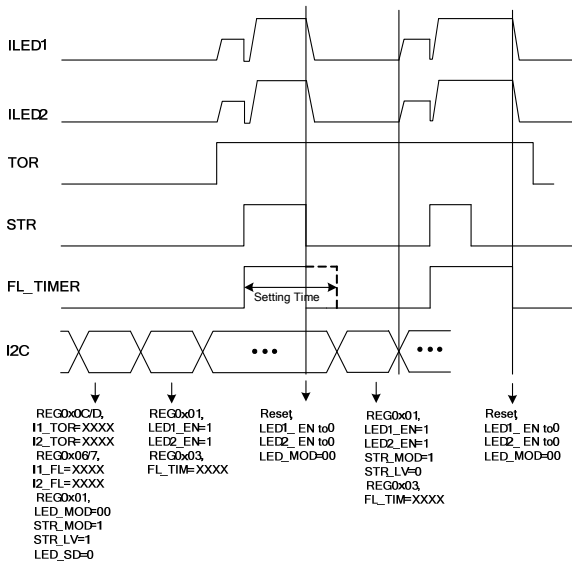 ILED1
ILED2
TOR
STR
FL_TIMER
Setting Time
I2C
••• •••
REG0x0C/D,
I1_TOR=XXXX
I2_TOR=XXXX
REG0x06/7,
I1_FL=XXXX
I2_FL=XXXX
REG0x01,
LED_MOD=00
STR_MOD=1
STR_LV=1
LED_SD=0
REG0x01,
LED1_EN=1
LED2_EN=1
REG0x03,
FL_TIM=XXXX
Reset,
LED1_ EN to0
LED2_ EN to0
LED_MOD=00
REG0x01,
LED1_EN=1
LED2_EN=1
STR_MOD=1
STR_LV=0
REG0x03,
FL_TIM=XXXX
Reset,
LED1_ EN to0
LED2_ EN to0
LED_MOD=00